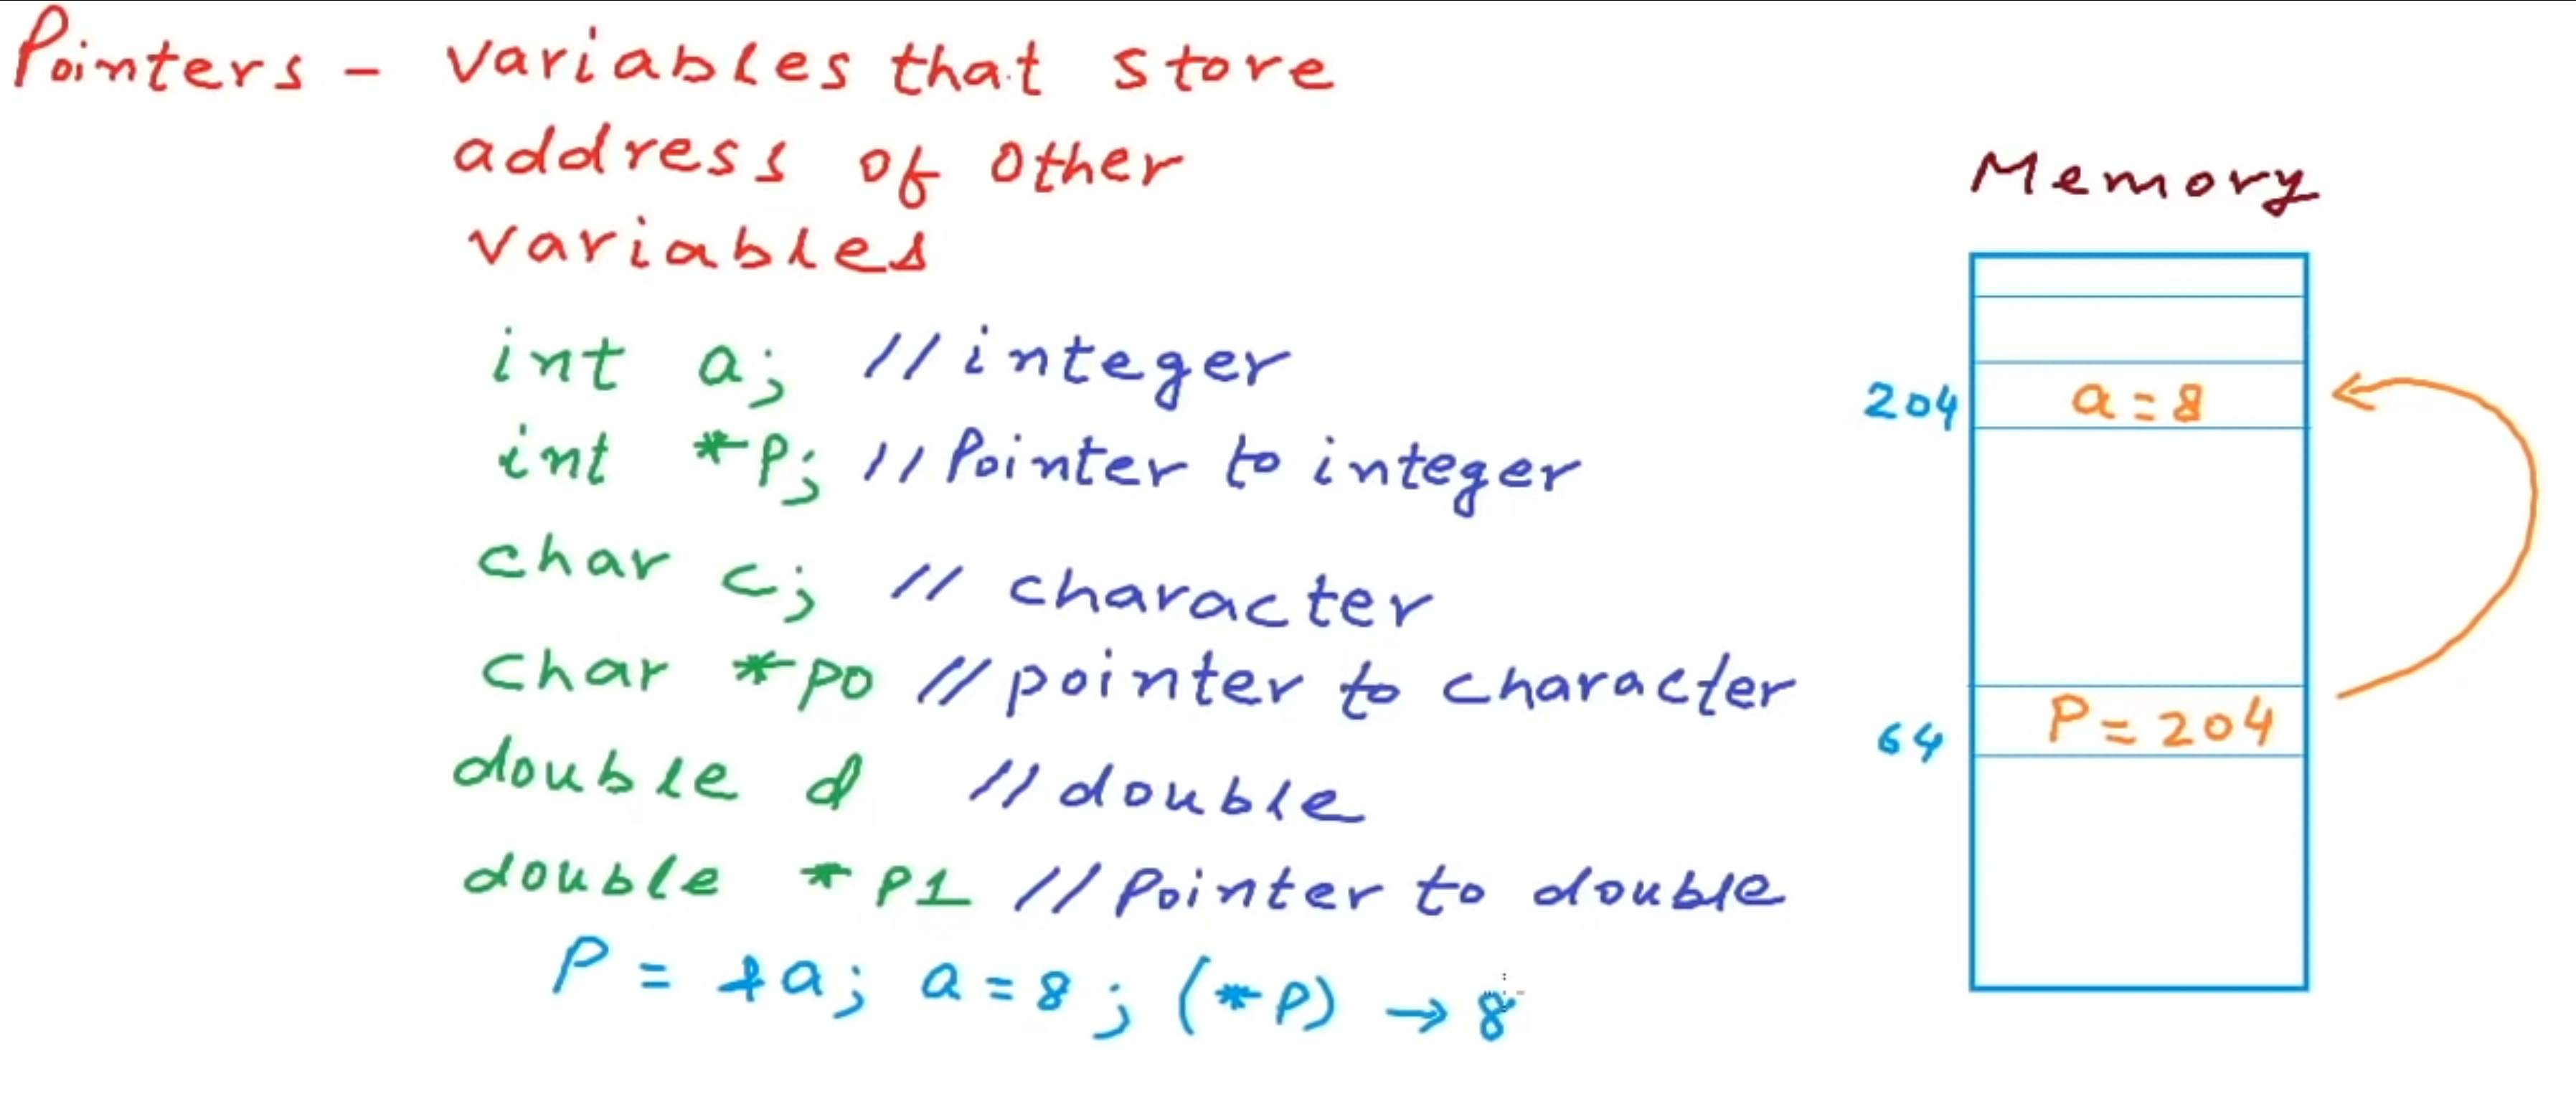 Pointers - variables that store
address of other
variables
Memory
int a; //integer
204 a = 8
int *P; //Pointer to integer
char c; // character
char *p0 //pointer to character
64 P = 204
double d //double
double *P1 //Pointer to double
P = &a; a = 8; (*P) → 8